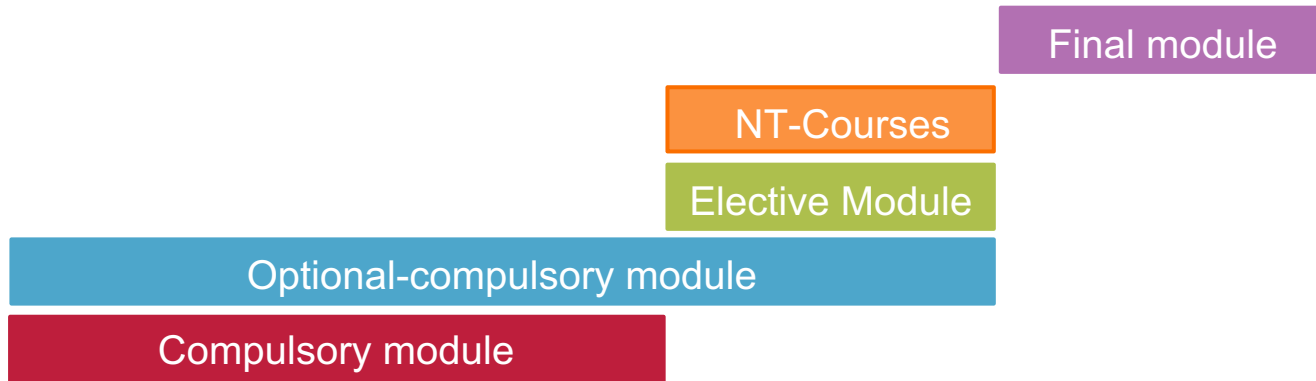 Final module
NT-Courses
Elective Module
Optional-compulsory module
Compulsory module